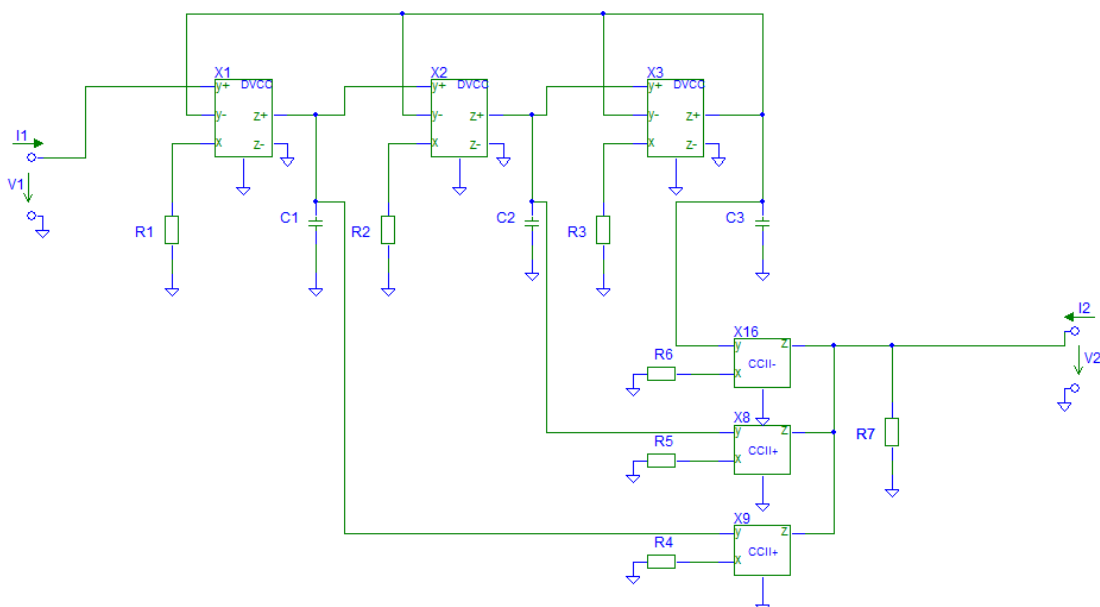 X1
DVCC
y+
y-
x
z+
z-
X2
DVCC
y+
y-
x
z+
z-
X3
DVCC
y+
y-
x
z+
z-
I1
V1
R1
C1
R2
C2
R3
C3
X16
y
x
z
CCII-
R6
I2
V2
X8
y
x
z
CCII+
R5
R7
X9
y
x
z
CCII+
R4